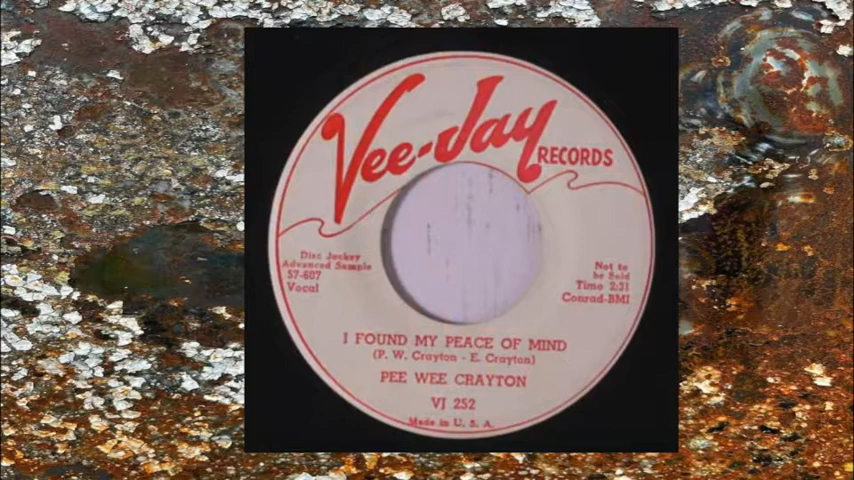 Vee-Jay
RECORDS
Disc Jockey
Advanced Sample
57-607
Vocal
Not to
be Sold
Time 2:31
Conrad-BMI
I FOUND MY PEACE OF MIND
(P. W. Crayton - E. Crayton)
PEE WEE CRAYTON
VJ 252
Made in U. S. A.